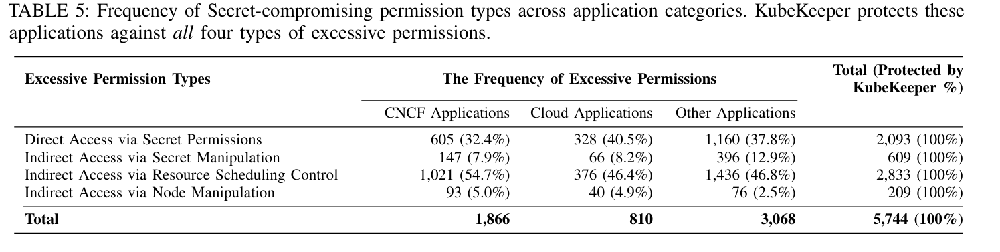 TABLE 5: Frequency of Secret-compromising permission types across application categories. KubeKeeper protects these
applications against all four types of excessive permissions.
Excessive Permission Types The Frequency of Excessive Permissions Total (Protected by
KubeKeeper %)
CNCF Applications Cloud Applications Other Applications
Direct Access via Secret Permissions 605 (32.4%) 328 (40.5%) 1,160 (37.8%) 2,093 (100%)
Indirect Access via Secret Manipulation 147 (7.9%) 66 (8.2%) 396 (12.9%) 609 (100%)
Indirect Access via Resource Scheduling Control 1,021 (54.7%) 376 (46.4%) 1,436 (46.8%) 2,833 (100%)
Indirect Access via Node Manipulation 93 (5.0%) 40 (4.9%) 76 (2.5%) 209 (100%)
Total 1,866 810 3,068 5,744 (100%)